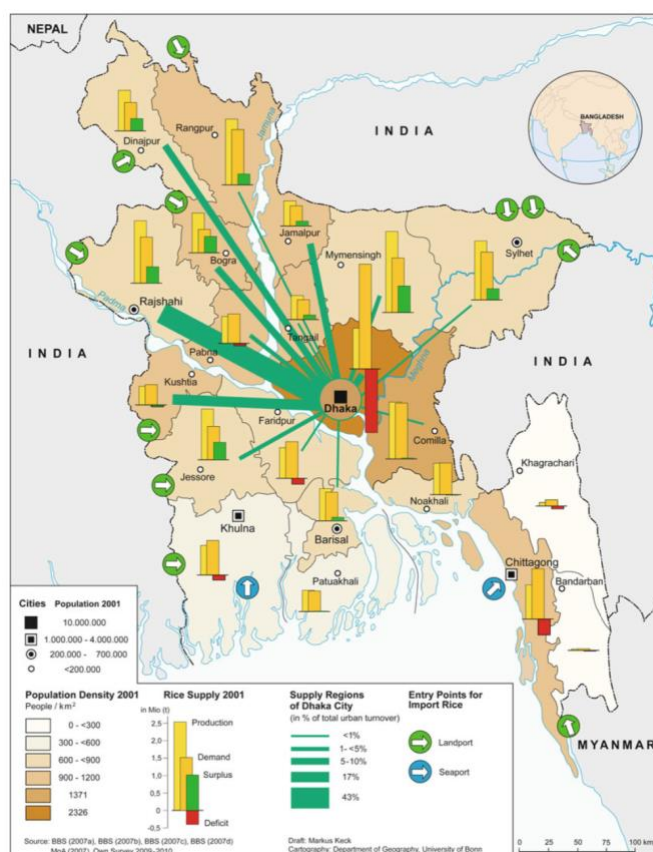 NEPAL
INDIA
BANGLADESH
Rangpur
Jamuna
Dinajpur
Jamalpur
Mymensingh
Sylhet
Bogra
Padma
Rajshahi
Tangail
Meghna
INDIA
INDIA
Pabna
Kushtia
Dhaka
Faridpur
Comilla
Jessore
Khagrachari
Noakhali
Khulna
Barisal
Chittagong
Bandarban
Patuakhali
Cities Population 2001
10.000.000
1.000.000 - 4.000.000
200.000 - 700.000
<200.000
Population Density 2001
People / km²
0 - <300
300 - <600
600 - <900
900 - 1200
1371
2326
Rice Supply 2001
in Mio (t)
2,5
2,0
1,5
1,0
0,5
0
-0,5
Production
Demand
Surplus
Deficit
Supply Regions
of Dhaka City
(in % of total urban turnover)
<1%
1- <5%
5-10%
17%
43%
Entry Points for
Import Rice
Landport
Seaport
MYANMAR
0 25 50 75 100 km
Source: BBS (2007a), BBS (2007b), BBS (2007c), BBS (2007d)
MoA (2007), Own Survey 2009-2010
Draft: Markus Keck
Cartography: Department of Geography, University of Bonn